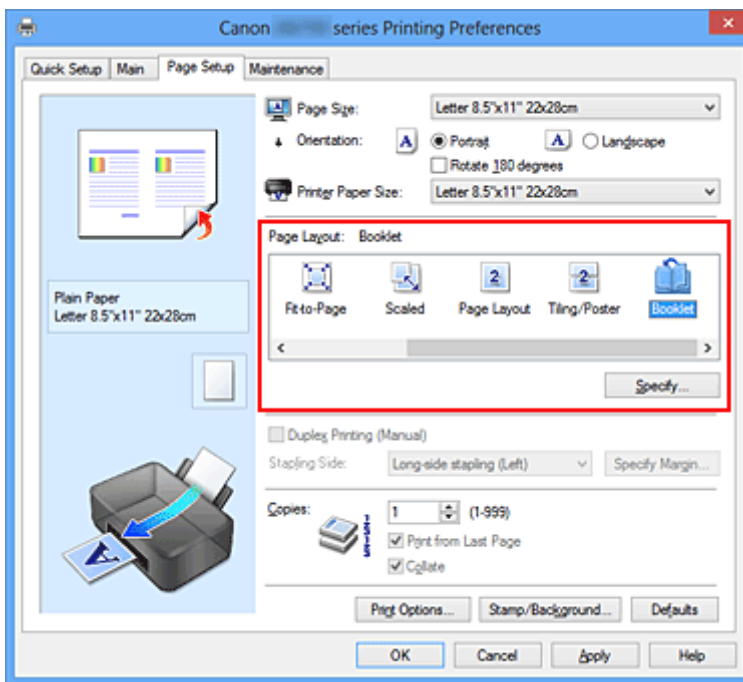 Canon series Printing Preferences
Quick Setup Main Page Setup Maintenance
Page Size: Letter 8.5"x11" 22x28cm
Orientation: A Portrait A Landscape
Rotate 180 degrees
Printer Paper Size: Letter 8.5"x11" 22x28cm
Page Layout: Booklet
Fit-to-Page Scaled Page Layout Tiling/Poster Booklet
Specify...
Plain Paper
Letter 8.5"x11" 22x28cm
Duplex Printing (Manual)
Stapling Side: Long-side stapling (Left) Specify Margin...
Copies: 1 (1-999)
Print from Last Page
Collate
Print Options... Stamp/Background... Defaults
OK Cancel Apply Help